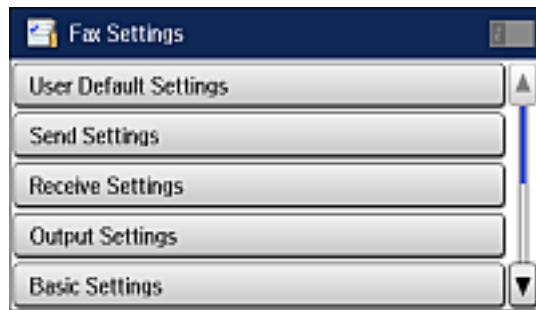 Fax Settings
User Default Settings
Send Settings
Receive Settings
Output Settings
Basic Settings